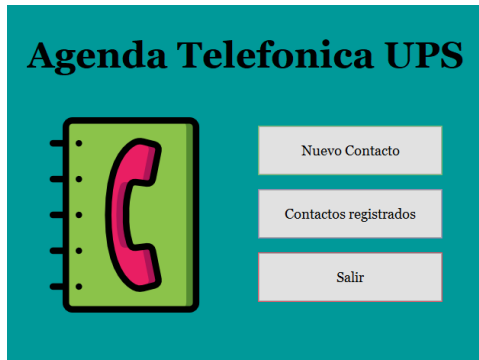 Agenda Telefonica UPS
Nuevo Contacto
Contactos registrados
Salir